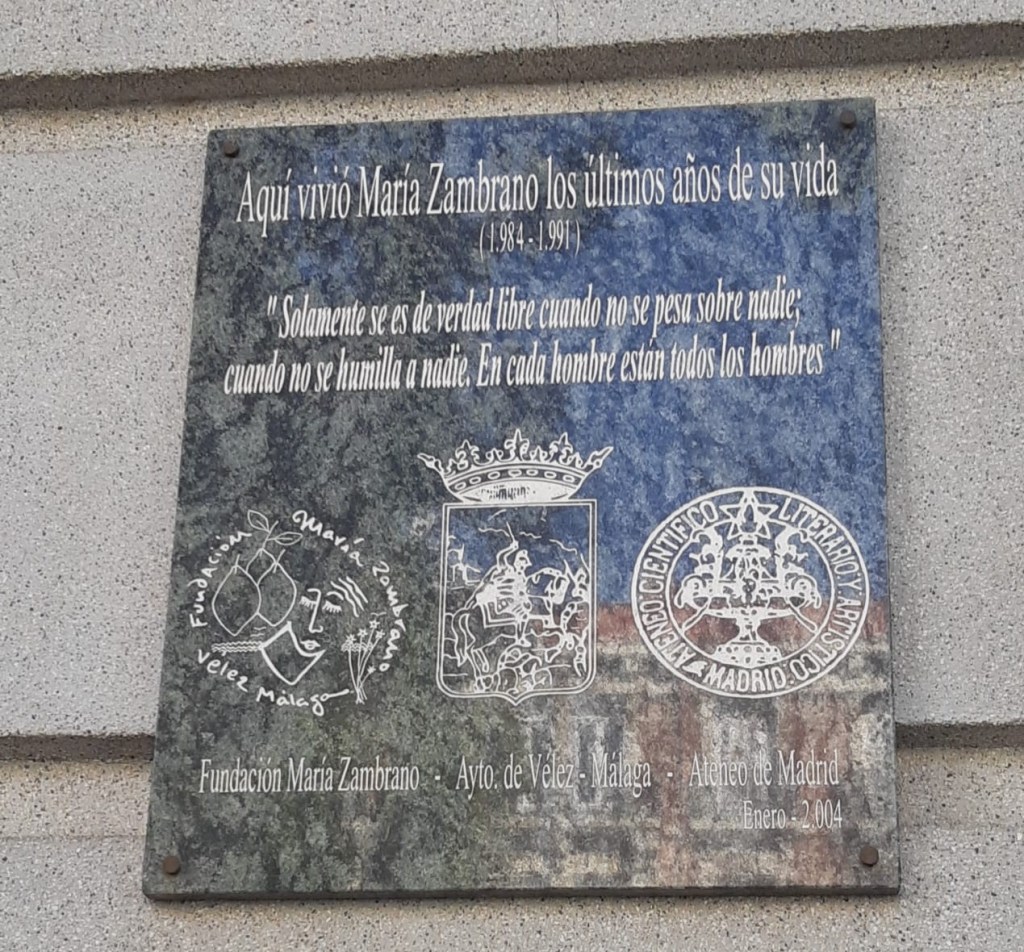 Aquí vivió María Zambrano los últimos años de su vida
( 1.984 - 1.991 )
" Solamente se es de verdad libre cuando no se pesa sobre nadie;
cuando no se humilla a nadie. En cada hombre están todos los hombres "
Fundación María Zambrano
Vélez Málaga
ATENEO CIENTIFICO LITERARIO Y ARTISTICO
MADRID
Fundación María Zambrano - Ayto. de Vélez - Málaga - Ateneo de Madrid
Enero - 2.004